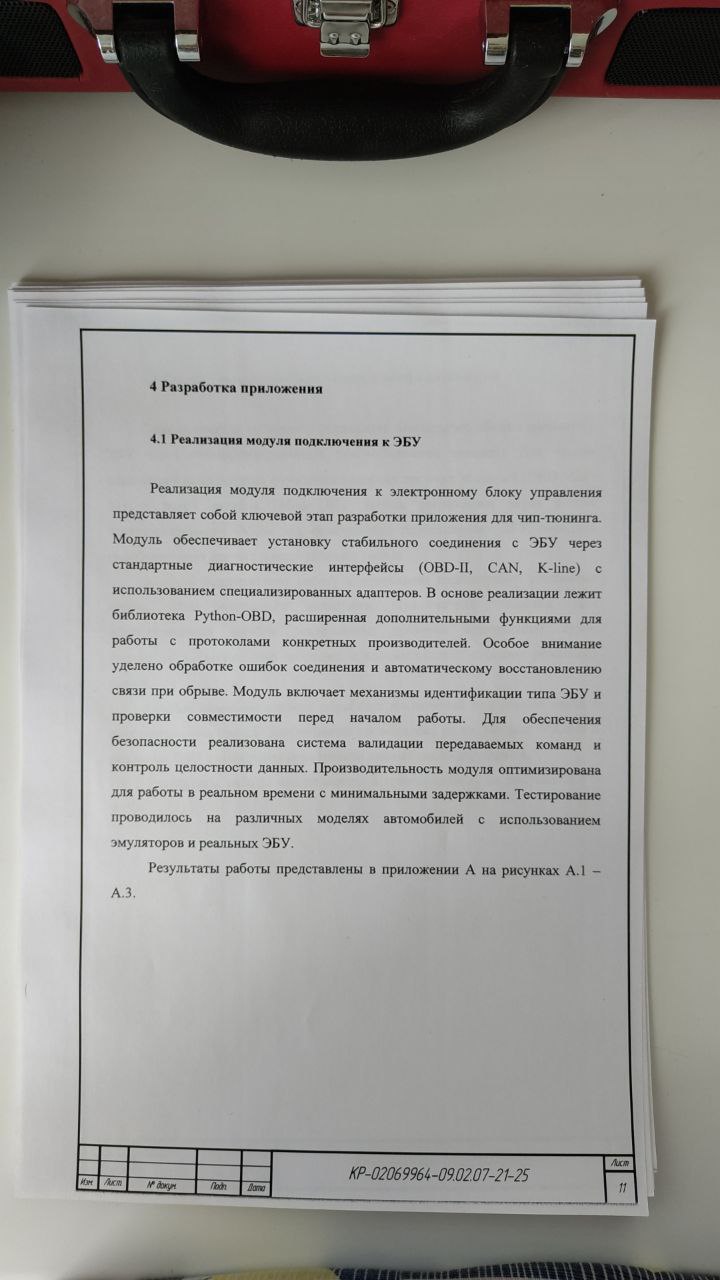 4 Разработка приложения
4.1 Реализация модуля подключения к ЭБУ
Реализация модуля подключения к электронному блоку управления
представляет собой ключевой этап разработки приложения для чип-тюнинга.
Модуль обеспечивает установку стабильного соединения с ЭБУ через
стандартные диагностические интерфейсы (OBD-II, CAN, K-line) с
использованием специализированных адаптеров. В основе реализации лежит
библиотека Python-OBD, расширенная дополнительными функциями для
работы с протоколами конкретных производителей. Особое внимание
уделено обработке ошибок соединения и автоматическому восстановлению
связи при обрыве. Модуль включает механизмы идентификации типа ЭБУ и
проверки совместимости перед началом работы. Для обеспечения
безопасности реализована система валидации передаваемых команд и
контроль целостности данных. Производительность модуля оптимизирована
для работы в реальном времени с минимальными задержками. Тестирование
проводилось на различных моделях автомобилей с использованием
эмуляторов и реальных ЭБУ.
Результаты работы представлены в приложении А на рисунках А.1 –
А.3.
Изм. Лист № докум. Подп. Дата
КР-02069964-09.02.07-21-25
Лист
11